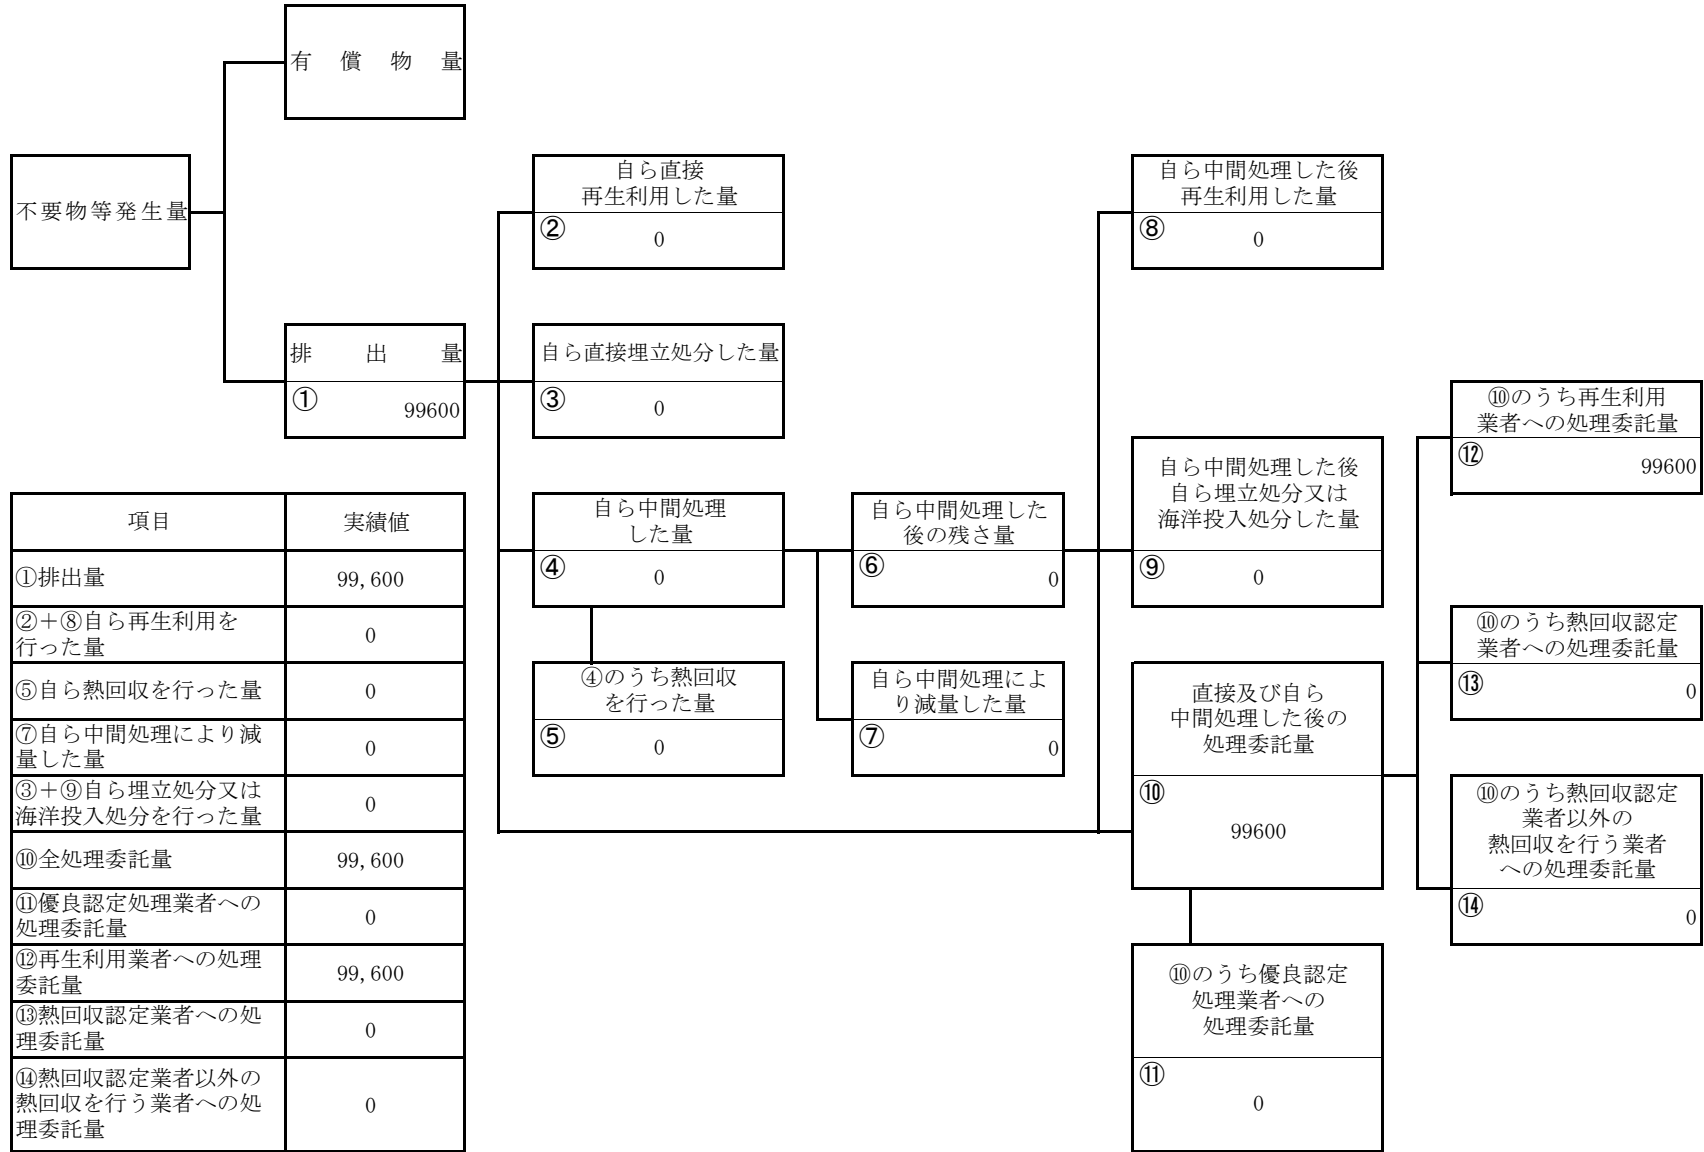 有償物量
不要物等発生量
排出量
①
99600
自ら直接
再生利用した量
②
0
自ら直接埋立処分した量
③
0
自ら中間処理
した量
④
0
④のうち熱回収
を行った量
⑤
0
自ら中間処理した
後の残さ量
⑥
0
自ら中間処理によ
り減量した量
⑦
0
自ら中間処理した後
再生利用した量
⑧
0
自ら中間処理した後
自ら埋立処分又は
海洋投入処分した量
⑨
0
直接及び自ら
中間処理した後の
処理委託量
⑩
99600
⑩のうち優良認定
処理業者への
処理委託量
⑪
0
⑩のうち再生利用
業者への処理委託量
⑫
99600
⑩のうち熱回収認定
業者への処理委託量
⑬
0
⑩のうち熱回収認定
業者以外の
熱回収を行う業者
への処理委託量
⑭
0
項目 実績値
①排出量 99,600
②＋⑧自ら再生利用を
行った量 0
⑤自ら熱回収を行った量 0
⑦自ら中間処理により減
量した量 0
③＋⑨自ら埋立処分又は
海洋投入処分を行った量 0
⑩全処理委託量 99,600
⑪優良認定処理業者への
処理委託量 0
⑫再生利用業者への処理
委託量 99,600
⑬熱回収認定業者への処
理委託量 0
⑭熱回収認定業者以外の
熱回収を行う業者への処
理委託量 0